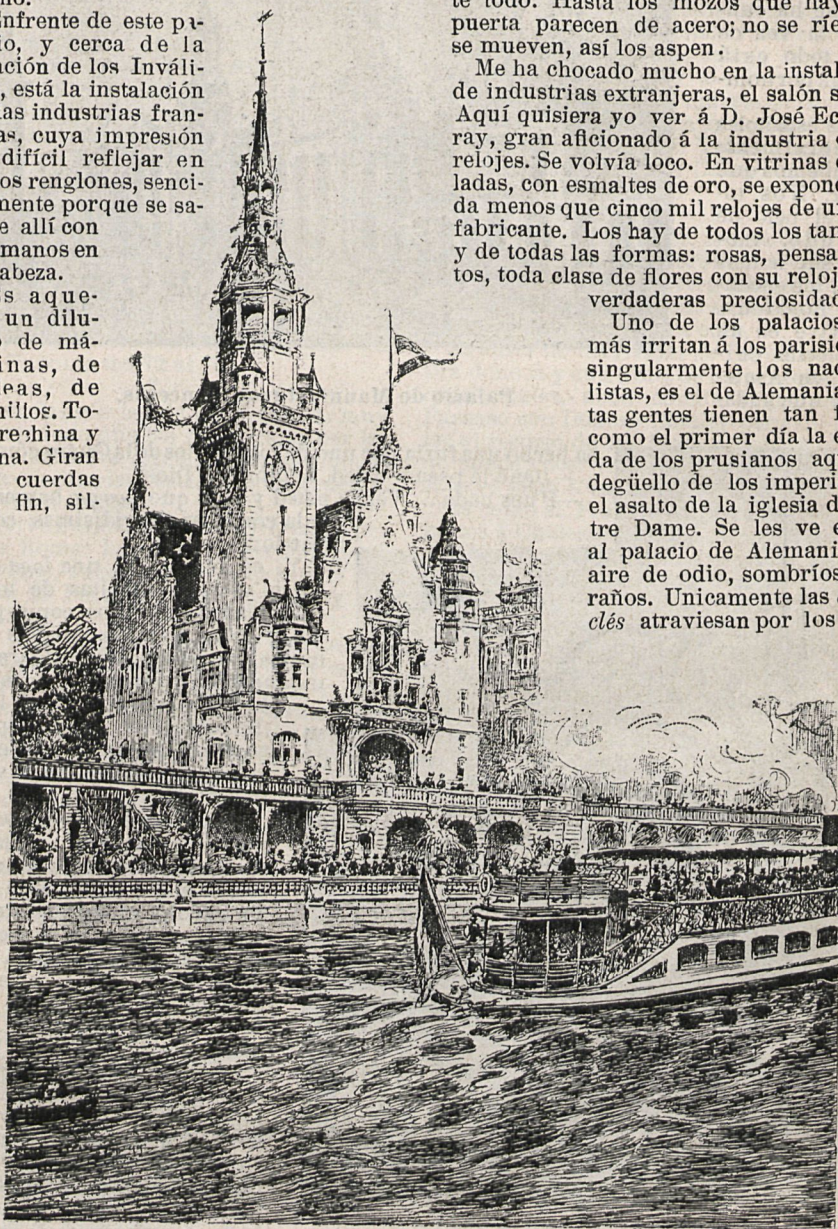 nfrente de este pa-
io, y cerca de la
ación de los Inváli-
, está la instalación
as industrias fran-
as, cuya impresión
difícil reflejar en
os renglones, senci-
mente porque se sa-
e allí con
manos en
abeza.
s aque-
un dilu-
o de má-
inas, de
eas, de
nillos. To-
rechina y
na. Giran
cuerdas
fin, sil-
te todo. Hasta los mozos que hay
puerta parecen de acero; no se ríe
se mueven, así los aspen.
Me ha chocado mucho en la instal
de industrias extranjeras, el salón s
Aquí quisiera yo ver á D. José Ec
ray, gran aficionado á la industria
relojes. Se volvía loco. En vitrinas
ladas, con esmaltes de oro, se expon
da menos que cinco mil relojes de u
fabricante. Los hay de todos los tam
y de todas las formas: rosas, pensa
tos, toda clase de flores con su reloj
verdaderas preciosidad
Uno de los palacios
más irritan á los parisie
singularmente los nac
listas, es el de Alemania
tas gentes tienen tan f
como el primer día la e
da de los prusianos aq
degüello de los imperi
el asalto de la iglesia d
tre Dame. Se les ve e
al palacio de Alemani
aire de odio, sombríos
raños. Unicamente las
clés atraviesan por los